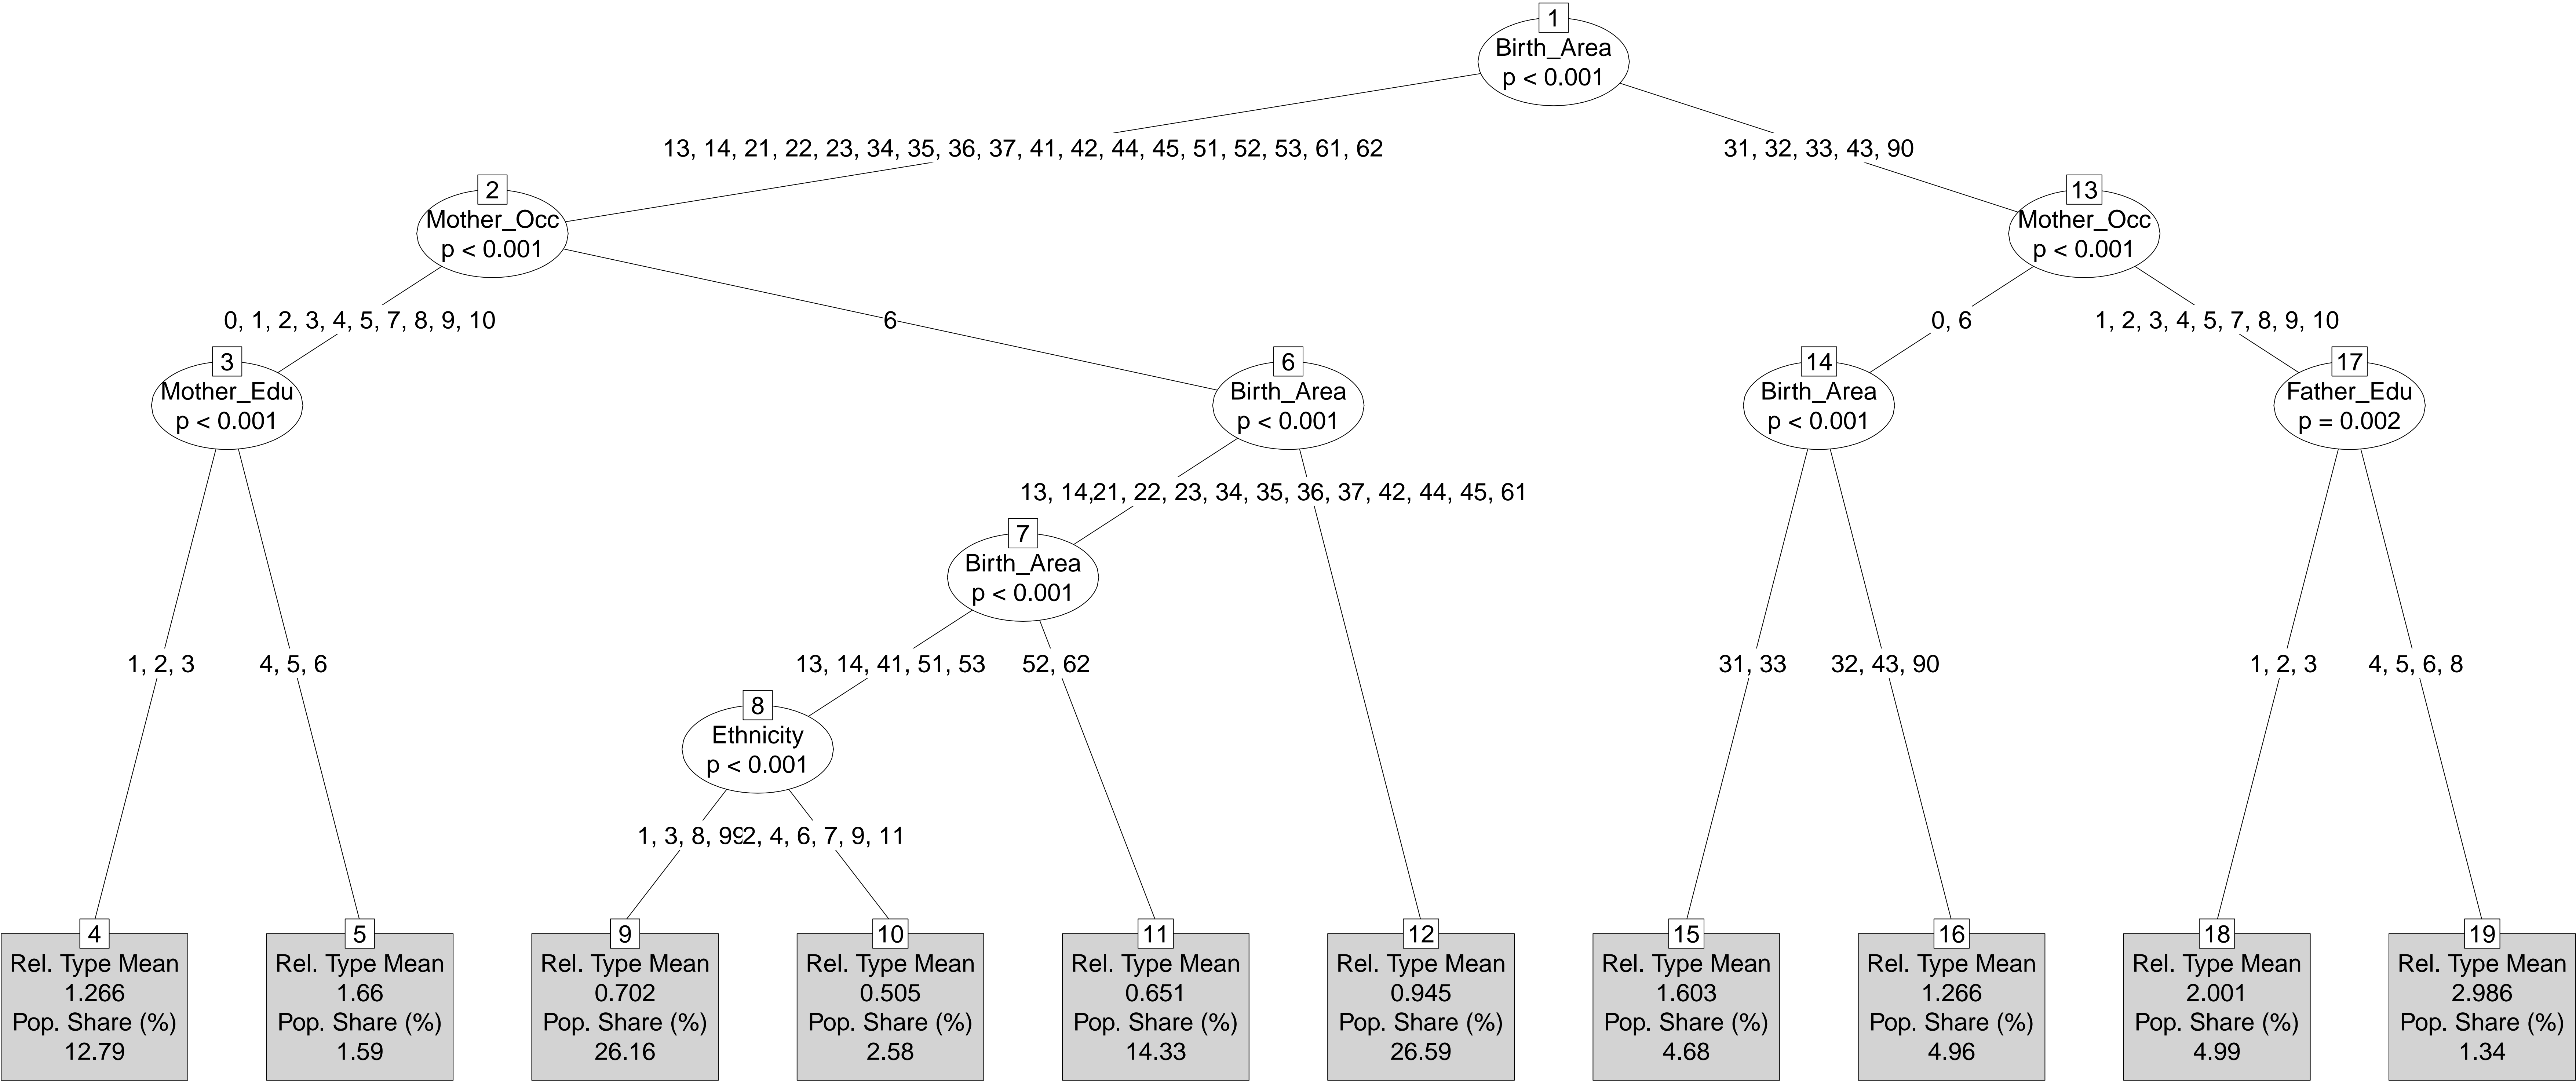 1
Birth_Area
p < 0.001
13, 14, 21, 22, 23, 34, 35, 36, 37, 41, 42, 44, 45, 51, 52, 53, 61, 62
31, 32, 33, 43, 90
2
Mother_Occ
p < 0.001
13
Mother_Occ
p < 0.001
0, 1, 2, 3, 4, 5, 7, 8, 9, 10
6
0, 6
1, 2, 3, 4, 5, 7, 8, 9, 10
3
Mother_Edu
p < 0.001
6
Birth_Area
p < 0.001
14
Birth_Area
p < 0.001
17
Father_Edu
p = 0.002
13, 14,
21, 22, 23, 34, 35, 36, 37, 42, 44, 45, 61
7
Birth_Area
p < 0.001
1, 2, 3
4, 5, 6
13, 14, 41, 51, 53
52, 62
31, 33
32, 43, 90
1, 2, 3
4, 5, 6, 8
8
Ethnicity
p < 0.001
1, 3, 8, 99
2, 4, 6, 7, 9, 11
4
Rel. Type Mean
1.266
Pop. Share (%)
12.79
5
Rel. Type Mean
1.66
Pop. Share (%)
1.59
9
Rel. Type Mean
0.702
Pop. Share (%)
26.16
10
Rel. Type Mean
0.505
Pop. Share (%)
2.58
11
Rel. Type Mean
0.651
Pop. Share (%)
14.33
12
Rel. Type Mean
0.945
Pop. Share (%)
26.59
15
Rel. Type Mean
1.603
Pop. Share (%)
4.68
16
Rel. Type Mean
1.266
Pop. Share (%)
4.96
18
Rel. Type Mean
2.001
Pop. Share (%)
4.99
19
Rel. Type Mean
2.986
Pop. Share (%)
1.34